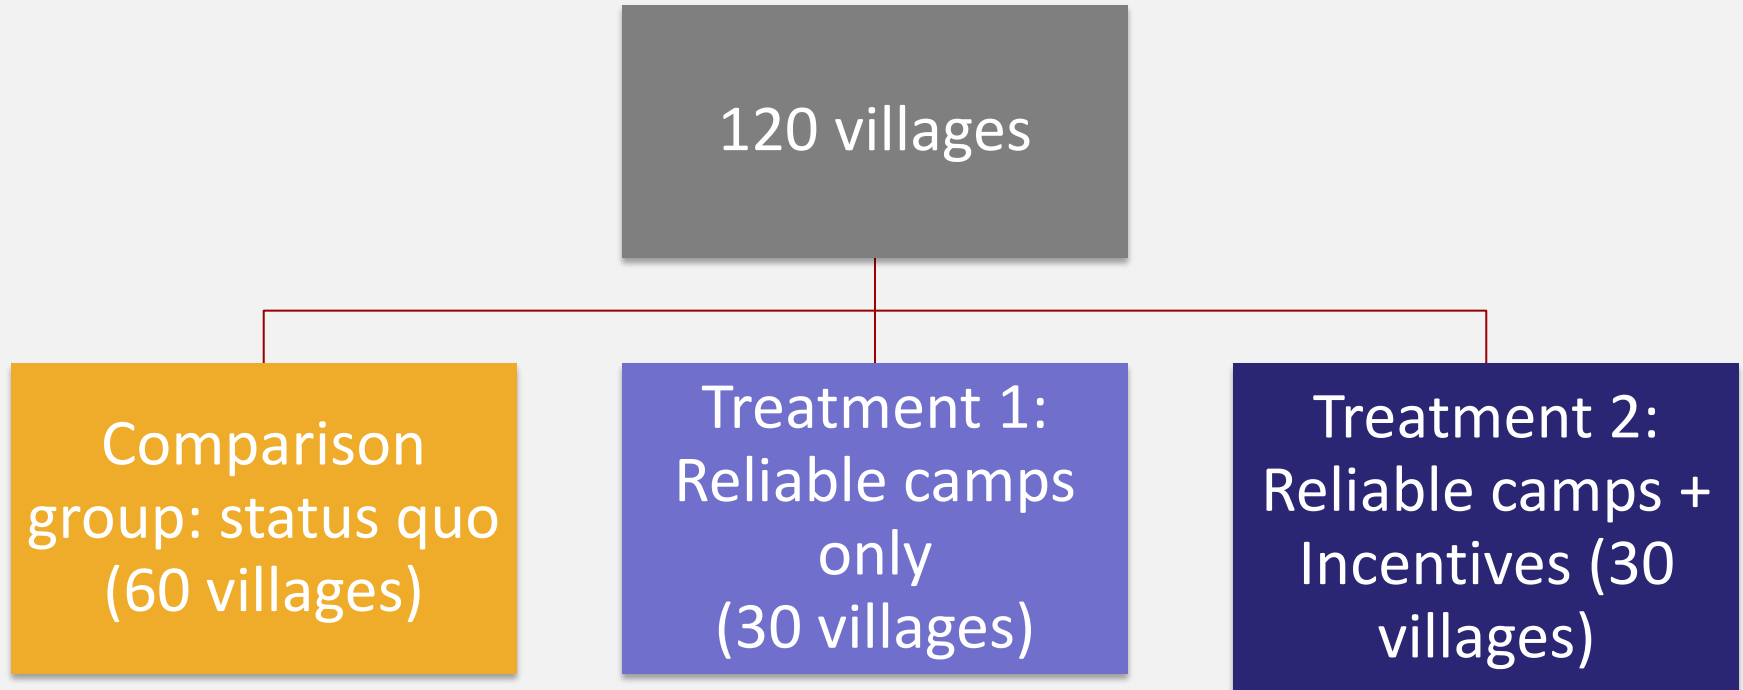 120 villages
Comparison
group: status quo
(60 villages)
Treatment 1:
Reliable camps
only
(30 villages)
Treatment 2:
Reliable camps +
Incentives (30
villages)